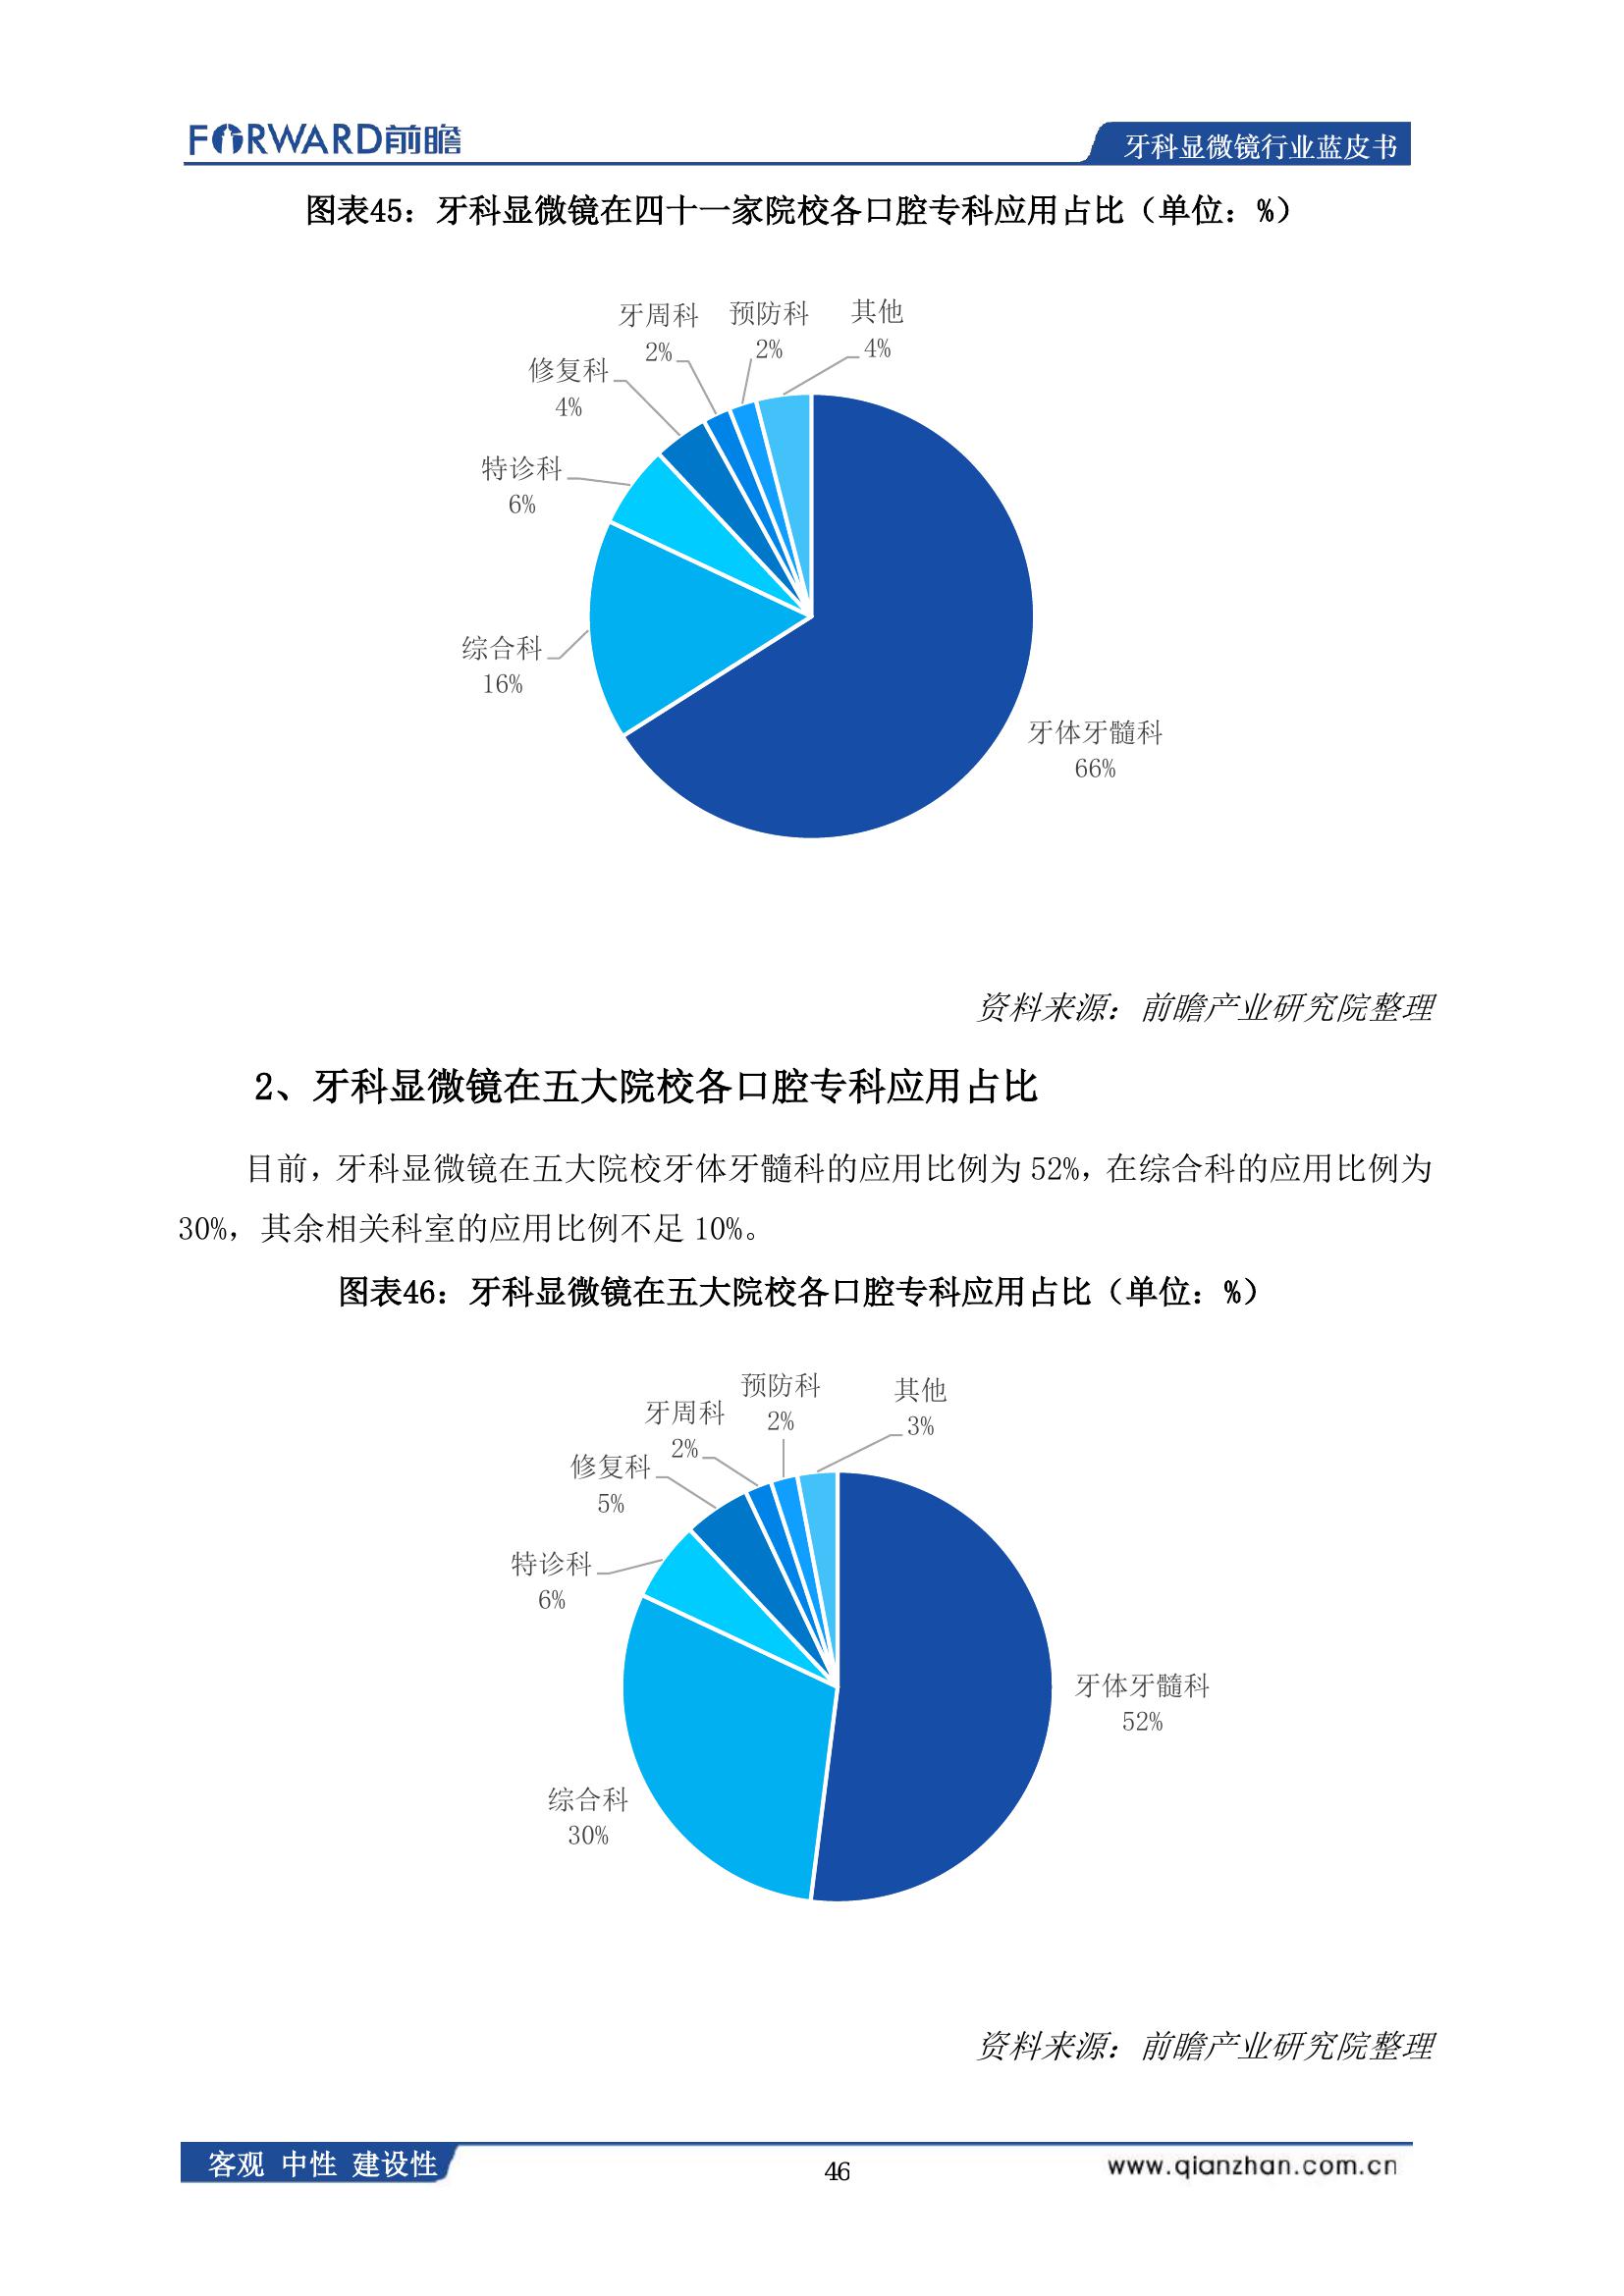 FORWARD前瞻
牙科显微镜行业蓝皮书
图表45：牙科显微镜在四十一家院校各口腔专科应用占比（单位：%）
牙周科
2%
预防科
2%
其他
4%
修复科
4%
特诊科
6%
综合科
16%
牙体牙髓科
66%
资料来源：前瞻产业研究院整理
2、牙科显微镜在五大院校各口腔专科应用占比
目前，牙科显微镜在五大院校牙体牙髓科的应用比例为 52%，在综合科的应用比例为
30%，其余相关科室的应用比例不足 10%。
图表46：牙科显微镜在五大院校各口腔专科应用占比（单位：%）
预防科
2%
其他
3%
牙周科
2%
修复科
5%
特诊科
6%
牙体牙髓科
52%
综合科
30%
资料来源：前瞻产业研究院整理
客观 中性 建设性
46
www.qianzhan.com.cn